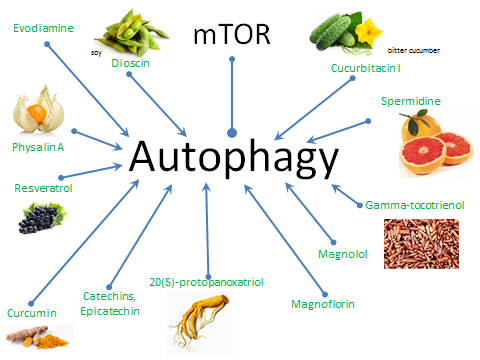 Evodiamine
mTOR
soy
bitter cucumber
Dioscin
Cucurbitacin I
Spermidine
Physalin A
Autophagy
Resveratrol
Gamma-tocotrienol
Magnolol
20(S)-protopanoxatriol
Catechins,
Epicatechin
Magnoflorin
Curcumin